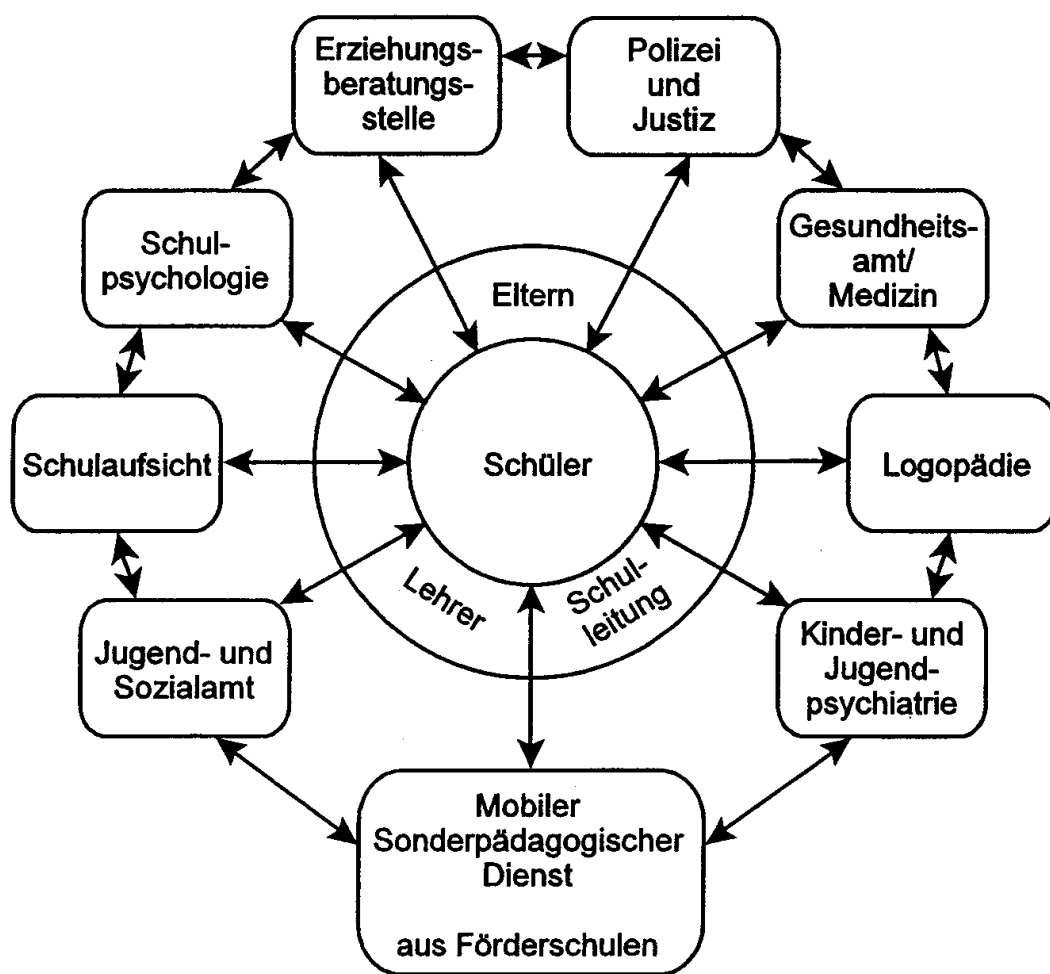 Erziehungs-
beratungs-
stelle
Polizei
und
Justiz
Schul-
psychologie
Gesundheits-
amt/
Medizin
Eltern
Schulaufsicht
Schüler
Logopädie
Lehrer
Schul-
leitung
Jugend- und
Sozialamt
Kinder- und
Jugend-
psychiatrie
Mobiler
Sonderpädagogischer
Dienst
aus Förderschulen